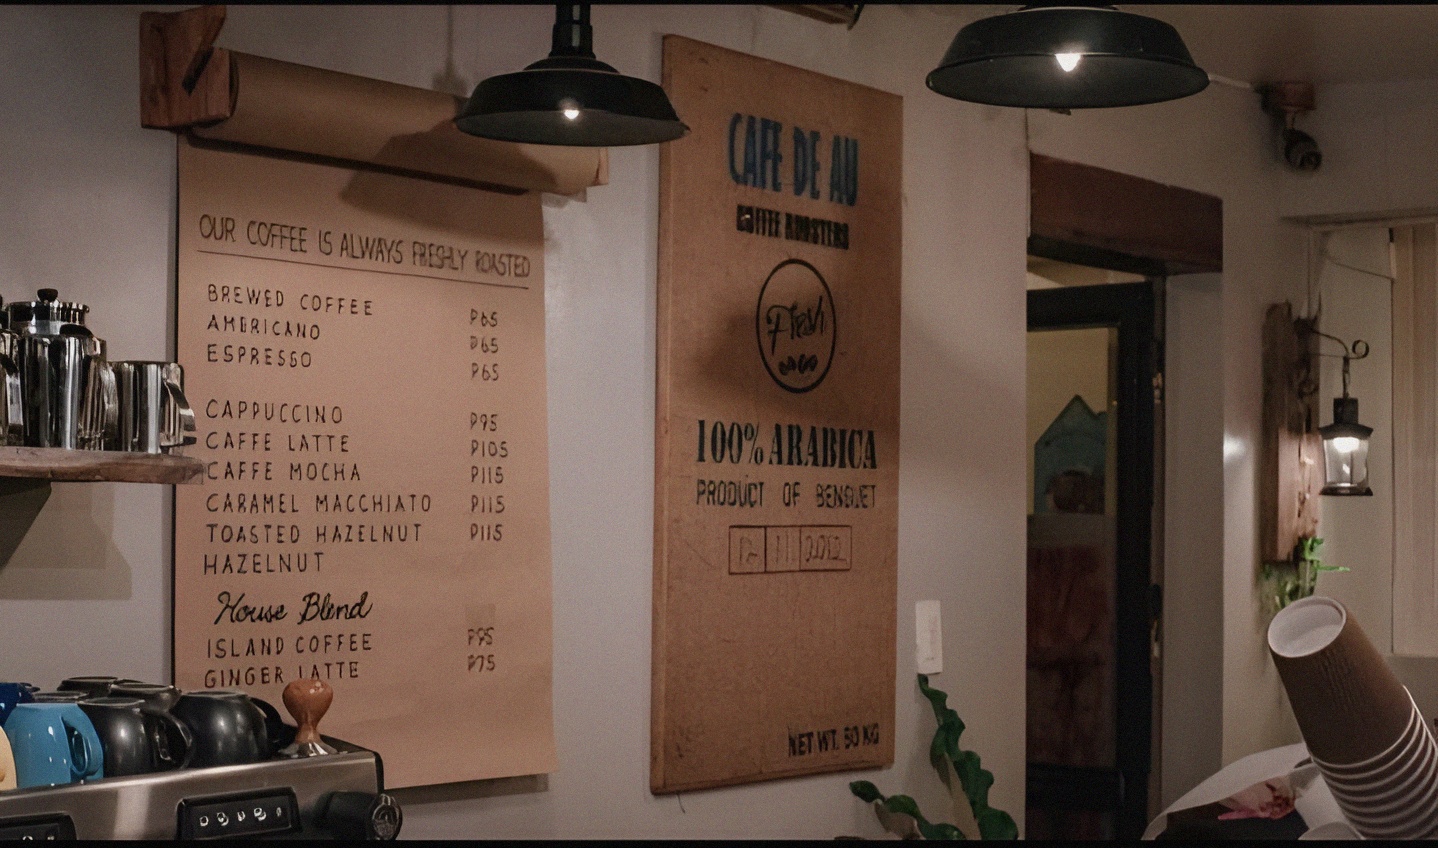 OUR COFFEE IS ALWAYS FRESHLY ROASTED
BREWED COFFEE P65
AMERICANO P65
ESPRESSO P65
CAPPUCCINO P95
CAFFE LATTE P105
CAFFE MOCHA P115
CARAMEL MACCHIATO P115
TOASTED HAZELNUT P115
HAZELNUT
House Blend
ISLAND COFFEE P95
GINGER LATTE P75
CAFE DE AU
COFFEE ROASTERS
100% ARABICA
PRODUCT OF BENGUET
12 11 2012
NET WT. 50 KG